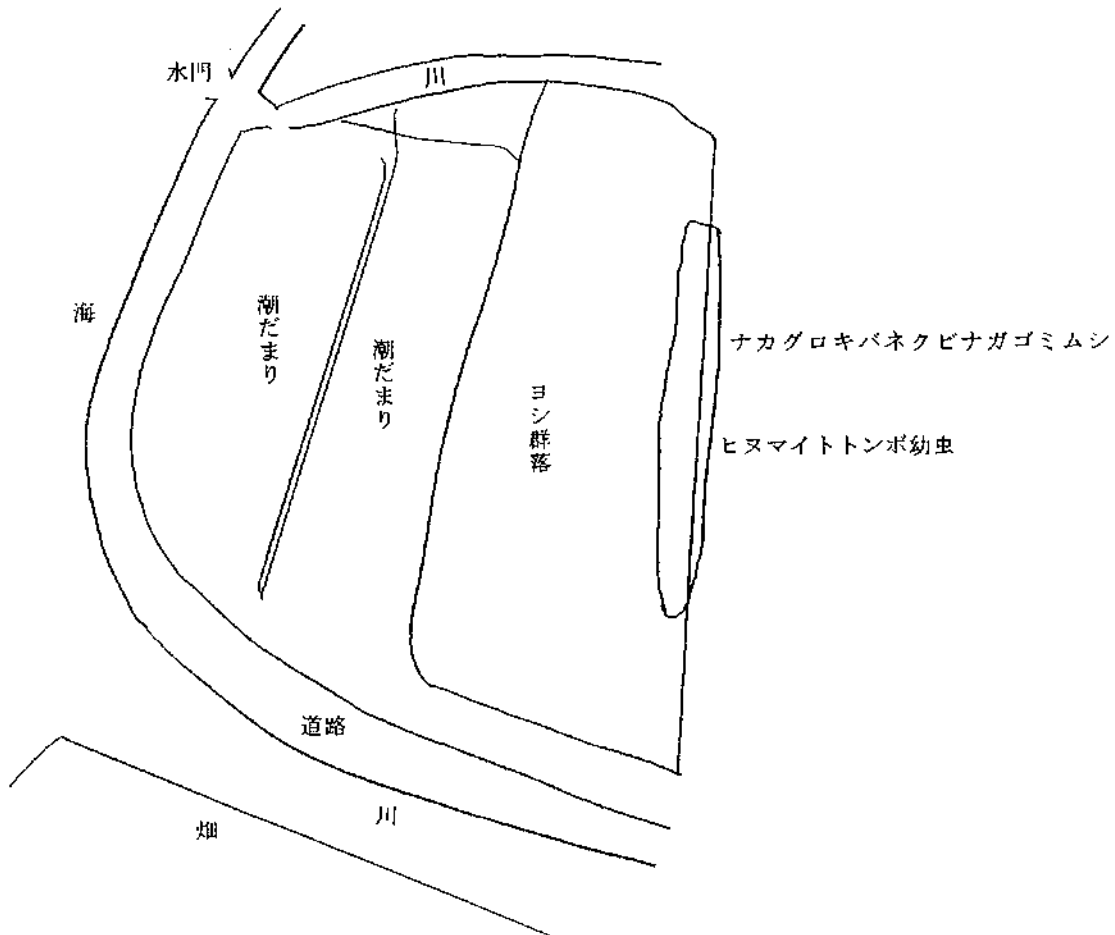 水門
川
海
潮だまり
潮だまり
ヨシ群落
ナカグロキバネクビナガゴミムシ
ヒヌマイトトンボ幼虫
道路
川
畑